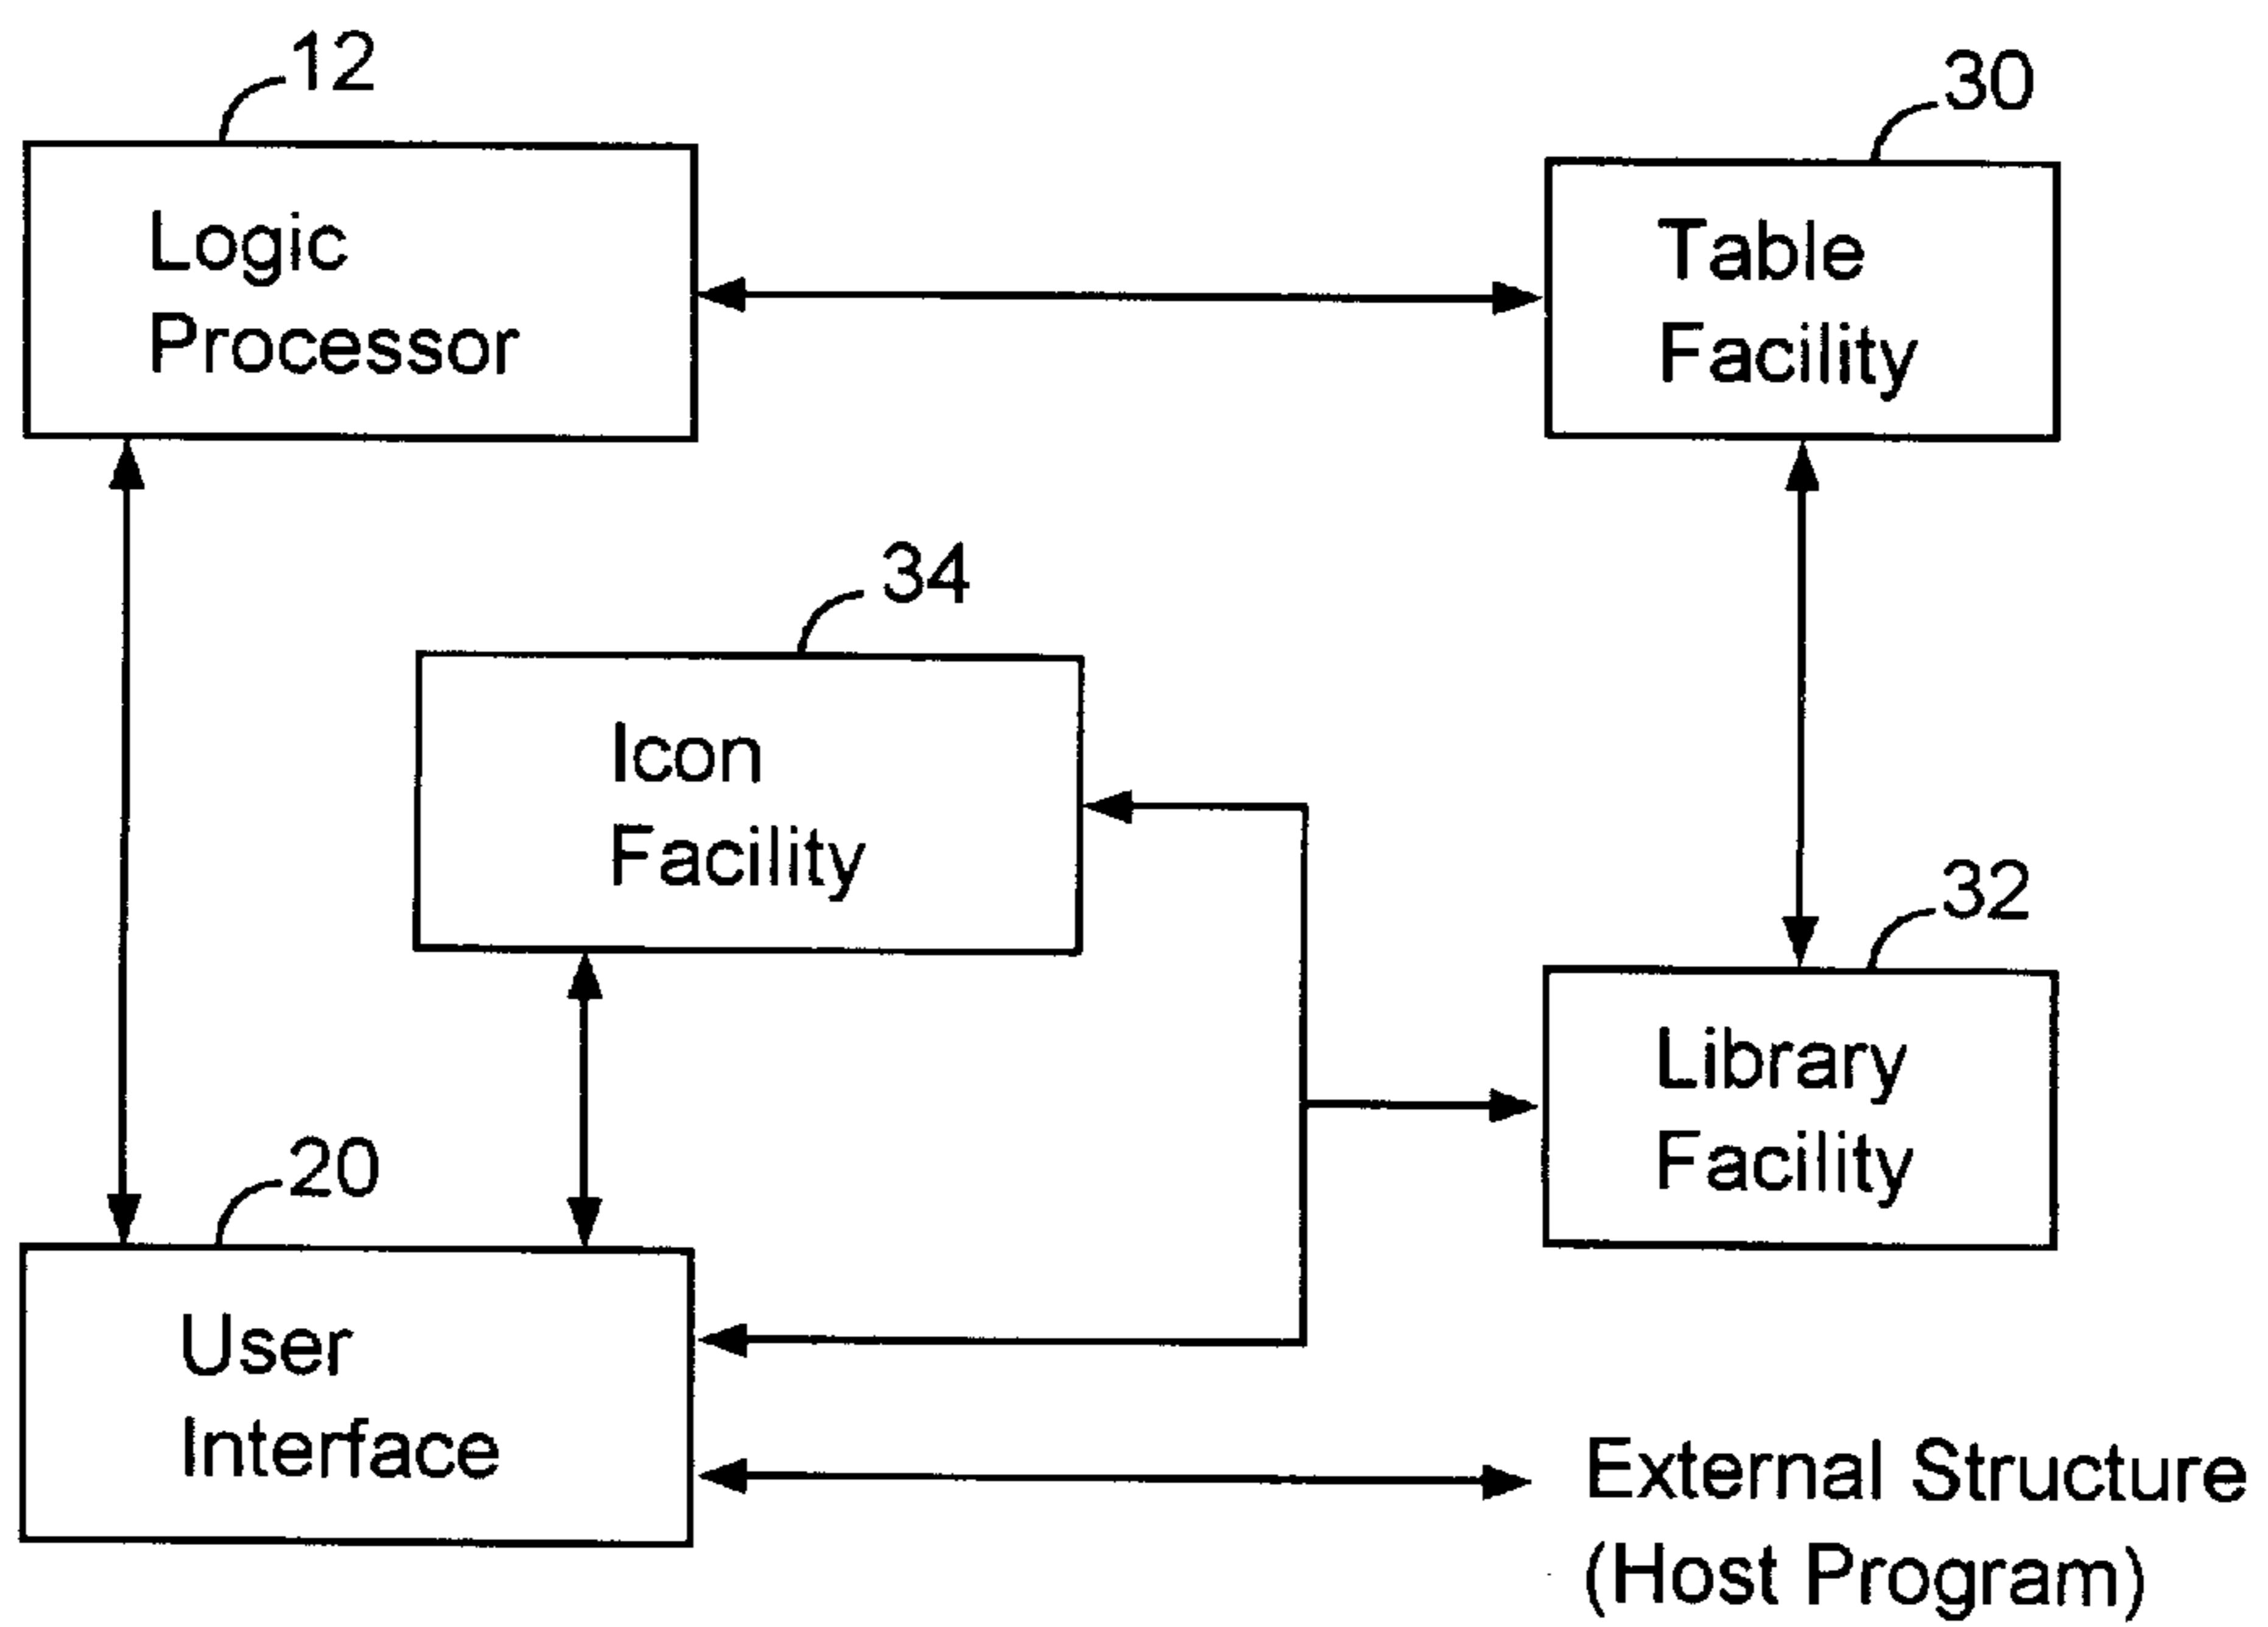 12
Logic
Processor
30
Table
Facility
34
Icon
Facility
32
Library
Facility
20
User
Interface
External Structure
(Host Program)